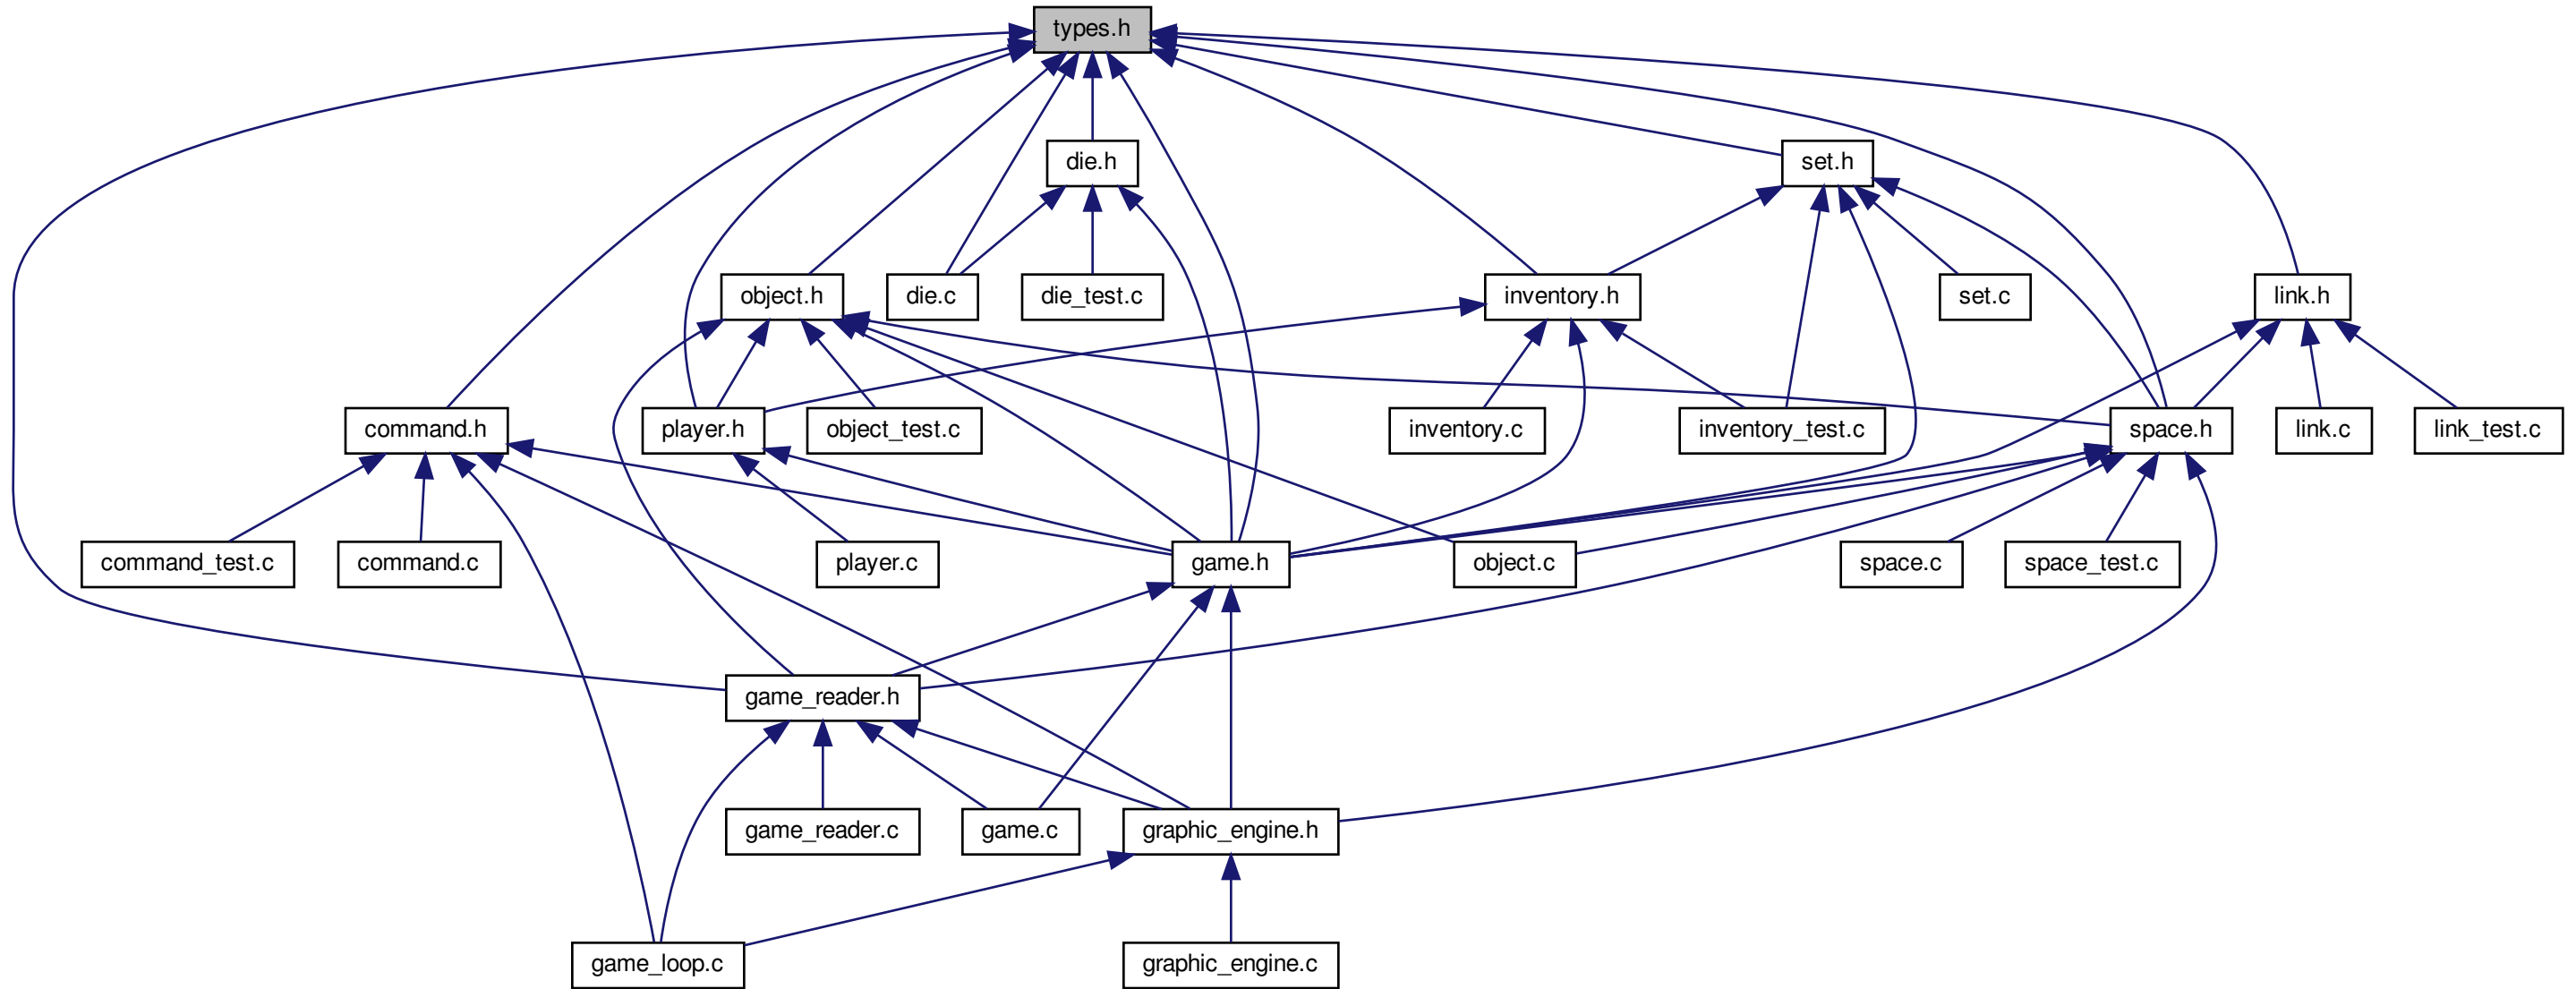 types.h
die.h
set.h
object.h
die.c
die_test.c
inventory.h
set.c
link.h
command.h
player.h
object_test.c
inventory.c
inventory_test.c
space.h
link.c
link_test.c
command_test.c
command.c
player.c
game.h
object.c
space.c
space_test.c
game_reader.h
game_reader.c
game.c
graphic_engine.h
game_loop.c
graphic_engine.c